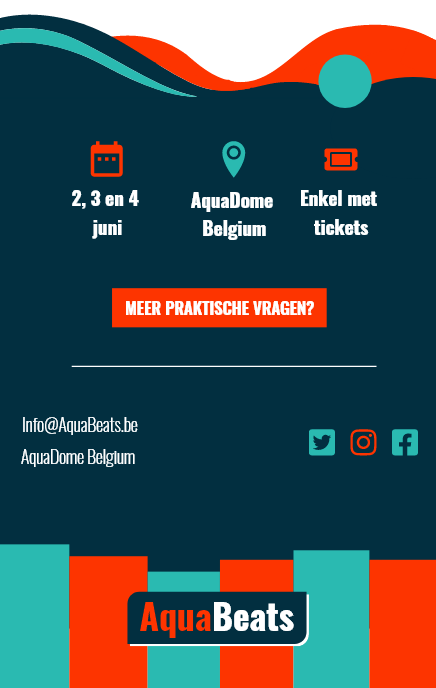 2, 3 en 4
juni
AquaDome
Belgium
Enkel met
tickets
MEER PRAKTISCHE VRAGEN?
Info@AquaBeats.be
AquaDome Belgium
AquaBeats